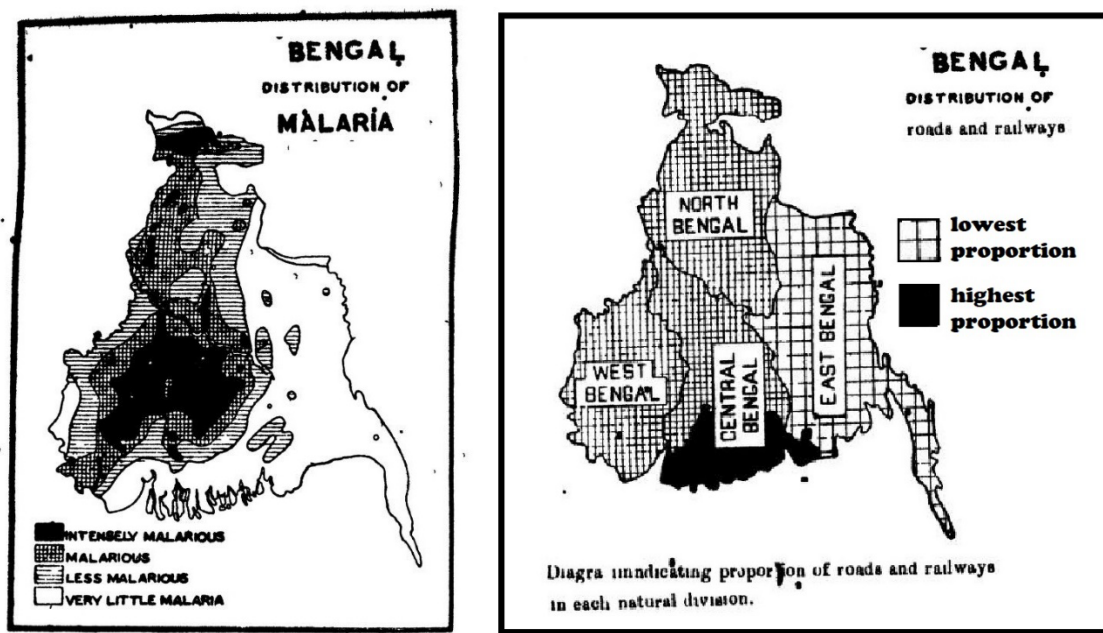 BENGAL
DISTRIBUTION OF
MALARIA
INTENSELY MALARIOUS
MALARIOUS
LESS MALARIOUS
VERY LITTLE MALARIA
BENGAL
DISTRIBUTION OF
roads and railways
NORTH
BENGAL
lowest
proportion
highest
proportion
EAST BENGAL
WEST
BENGAL
CENTRAL
BENGAL
Diagra unndicating proportion of roads and railways
in each natural division.